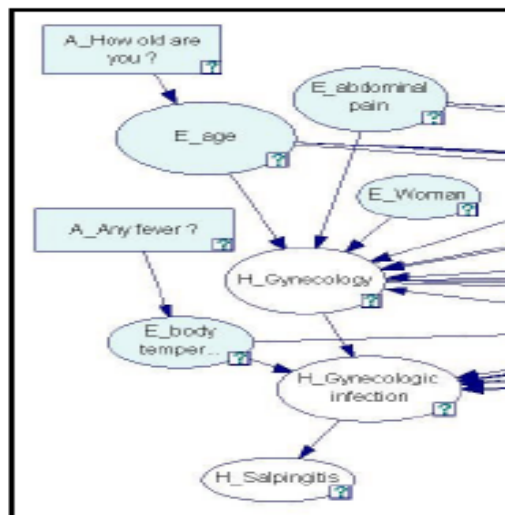 A_How old are
you ?
?
E_abdominal
pain
?
E_age
?
E_Woman
?
A_Any fever ?
?
H_Gynecology
?
E_body
temper...
?
H_Gynecologic
infection
?
H_Salpingitis
?